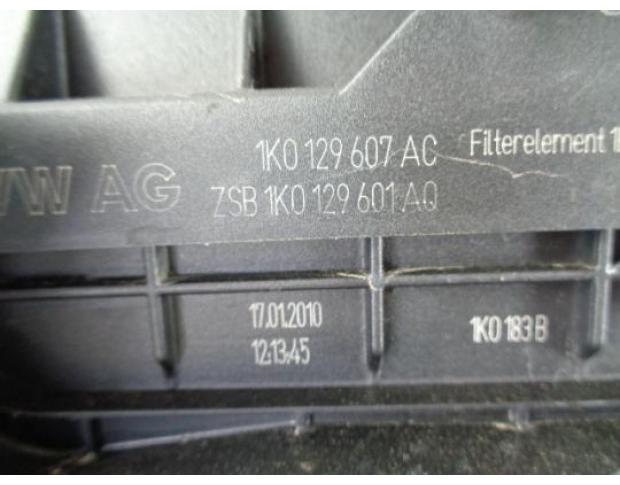 1K0 129 607 AC
Filterelement
VW AG
ZSB 1K0 129 601 AQ
17.01.2010
12:13:45
1K0 183 B